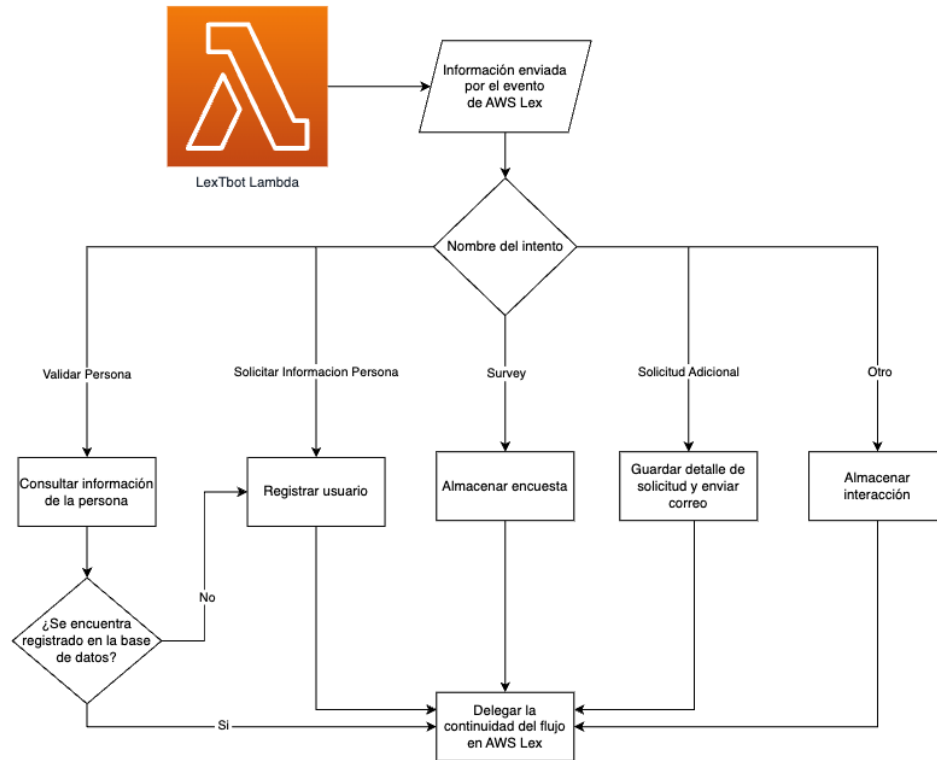 Información enviada
por el evento
de AWS Lex
LexTbot Lambda
Nombre del intento
Validar Persona
Solicitar Informacion Persona
Survey
Solicitud Adicional
Otro
Consultar información
de la persona
Registrar usuario
Almacenar encuesta
Guardar detalle de
solicitud y enviar
correo
Almacenar
interacción
No
¿Se encuentra
registrado en la base
de datos?
Si
Delegar la
continuidad del flujo
en AWS Lex